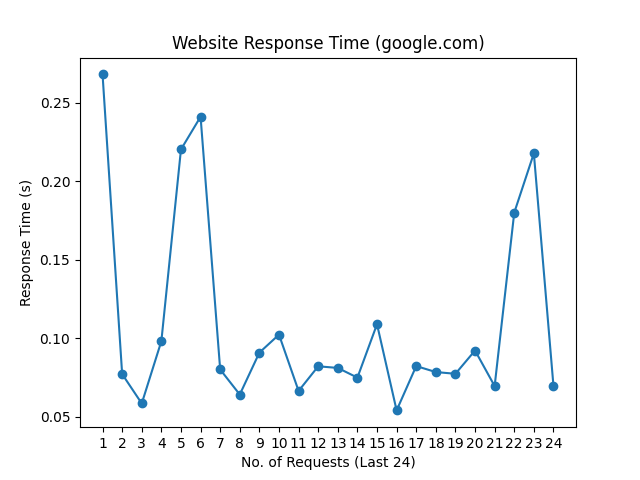 Website Response Time (google.com)
0.25
0.20
0.15
0.10
0.05
Response Time (s)
1 2 3 4 5 6 7 8 9 10 11 12 13 14 15 16 17 18 19 20 21 22 23 24
No. of Requests (Last 24)